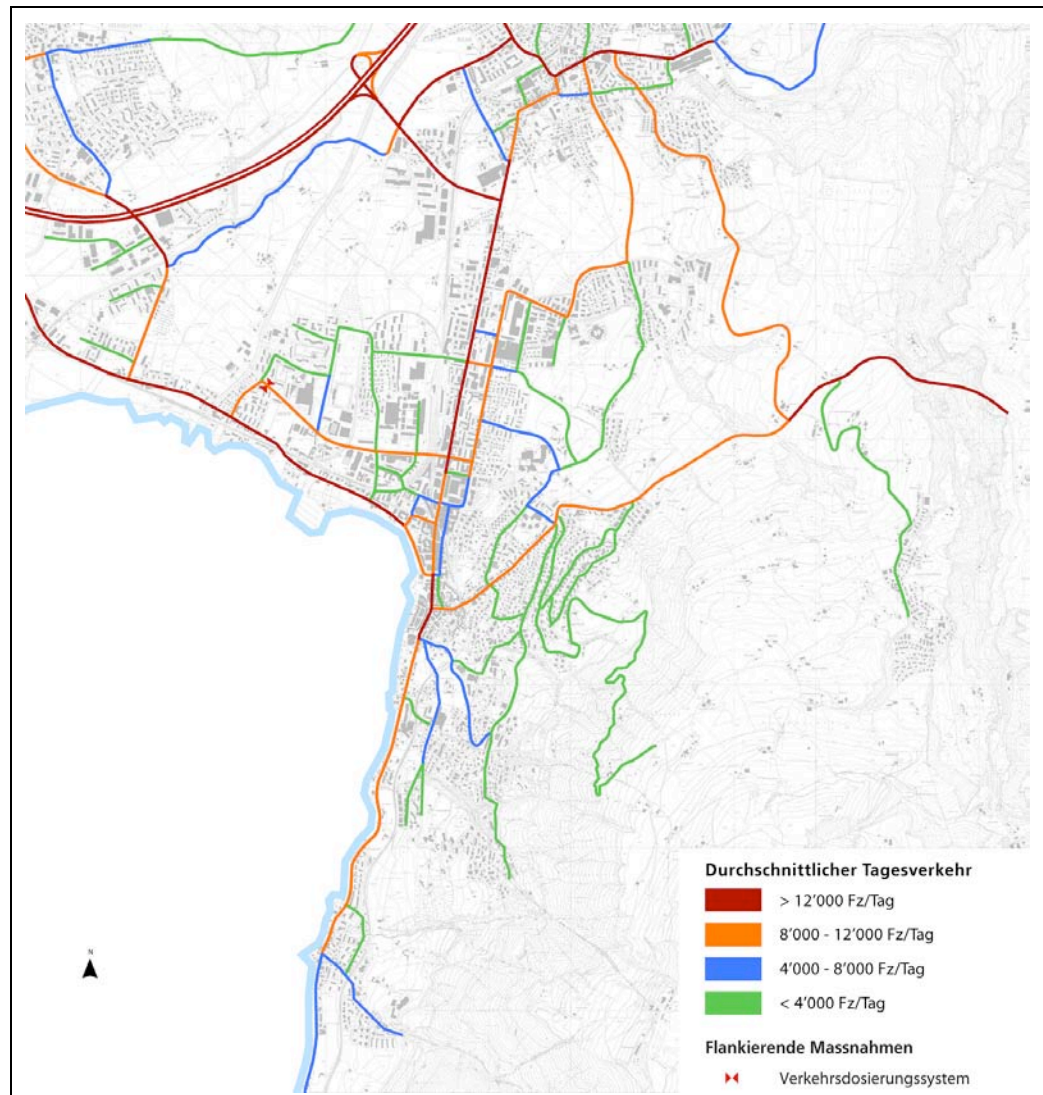 N
Durchschnittlicher Tagesverkehr
> 12’000 Fz/Tag
8’000 - 12’000 Fz/Tag
4’000 - 8’000 Fz/Tag
< 4’000 Fz/Tag
Flankierende Massnahmen
Verkehrsdosierungssystem